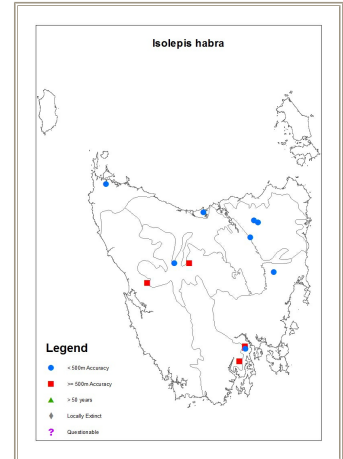 Isolepis habra
Legend
< 500m Accuracy
>= 500m Accuracy
> 50 years
Locally Extinct
? Questionable